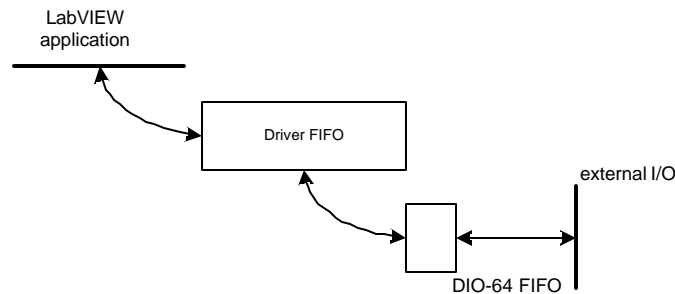 LabVIEW
application
Driver FIFO
external I/O
DIO-64 FIFO